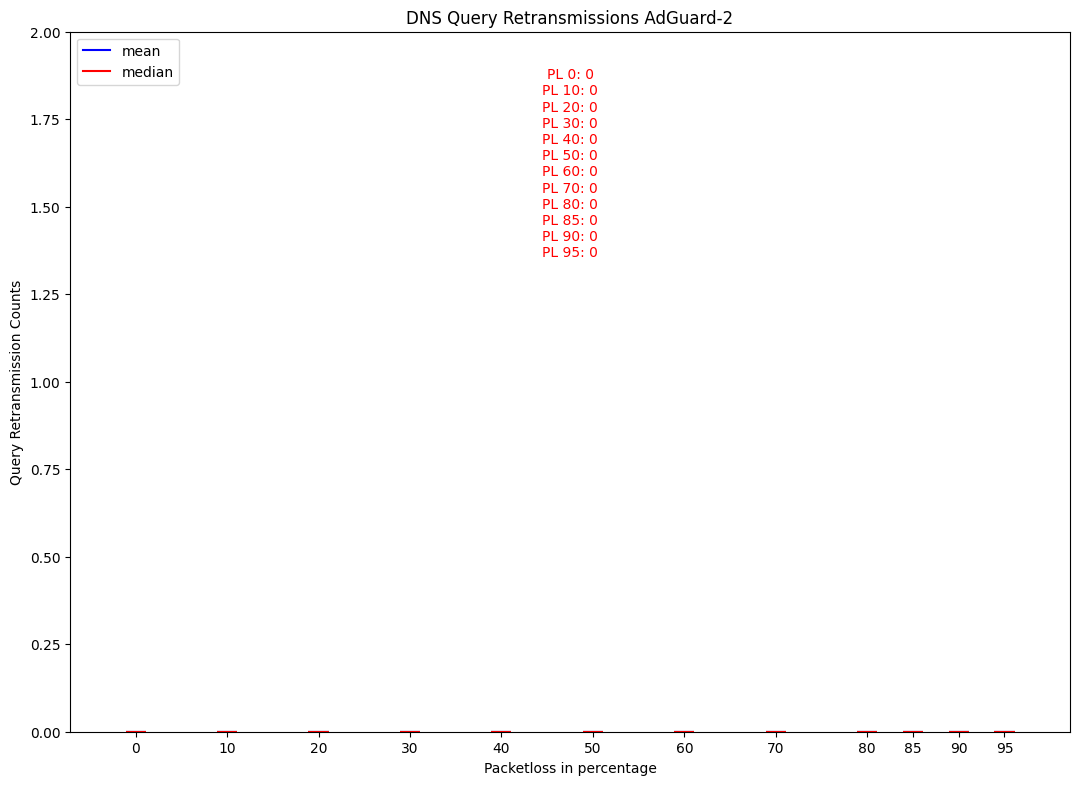 DNS Query Retransmissions AdGuard-2
mean
median
PL 0: 0
PL 10: 0
PL 20: 0
PL 30: 0
PL 40: 0
PL 50: 0
PL 60: 0
PL 70: 0
PL 80: 0
PL 85: 0
PL 90: 0
PL 95: 0
2.00
1.75
1.50
1.25
1.00
0.75
0.50
0.25
0.00
Query Retransmission Counts
0 10 20 30 40 50 60 70 80 85 90 95
Packetloss in percentage